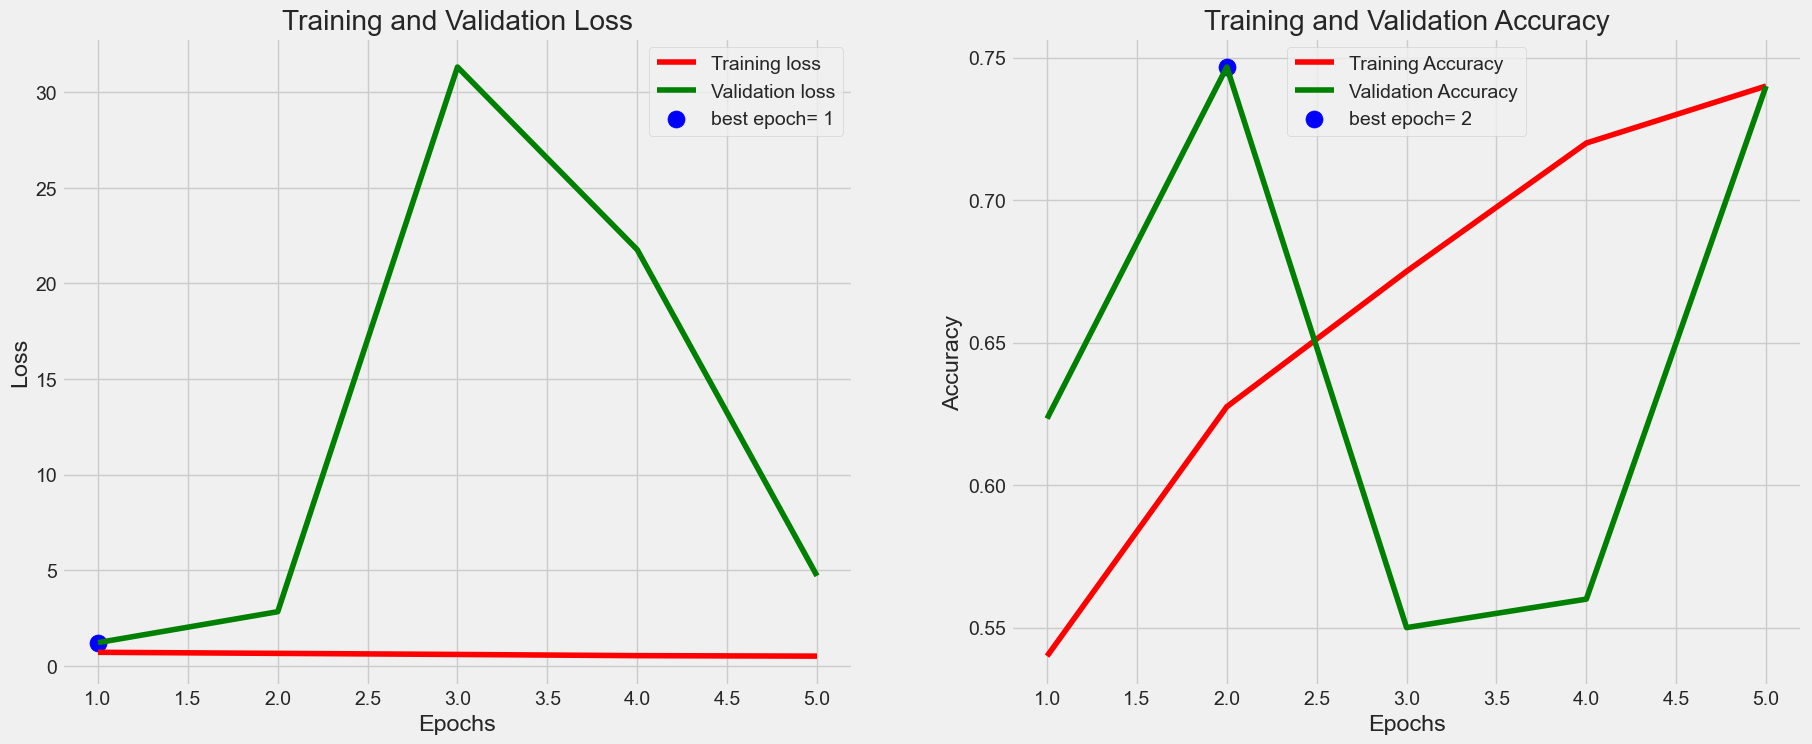 Training and Validation Loss
Training loss
Validation loss
best epoch= 1
30
25
20
15
10
5
0
Loss
1.0 1.5 2.0 2.5 3.0 3.5 4.0 4.5 5.0
Epochs
Training and Validation Accuracy
Training Accuracy
Validation Accuracy
best epoch= 2
0.75
0.70
0.65
0.60
0.55
Accuracy
1.0 1.5 2.0 2.5 3.0 3.5 4.0 4.5 5.0
Epochs